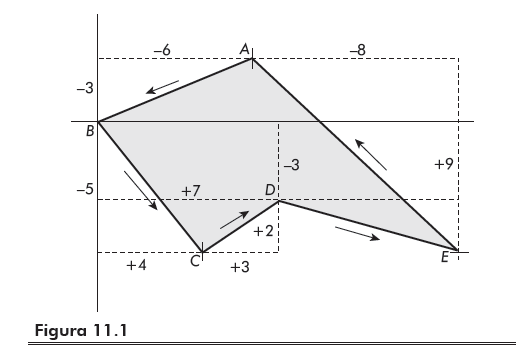 –6 A –8
–3
B
–3
+9
–5 +7 D
+2
E
+4 C +3
Figura 11.1